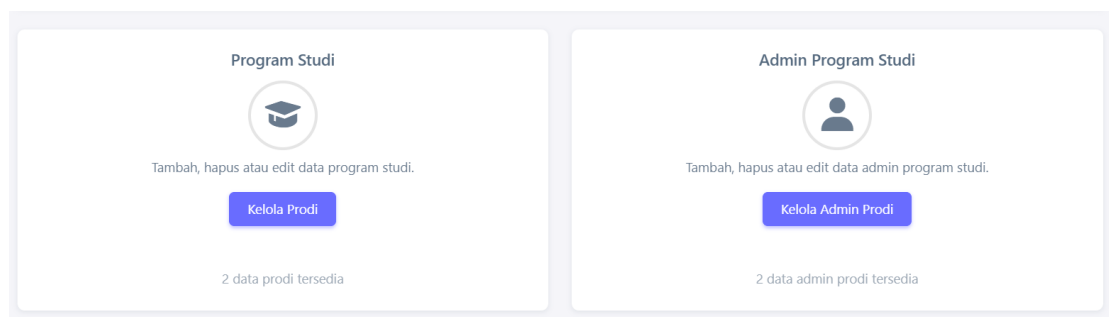 Program Studi
Tambah, hapus atau edit data program studi.
Kelola Prodi
2 data prodi tersedia
Admin Program Studi
Tambah, hapus atau edit data admin program studi.
Kelola Admin Prodi
2 data admin prodi tersedia